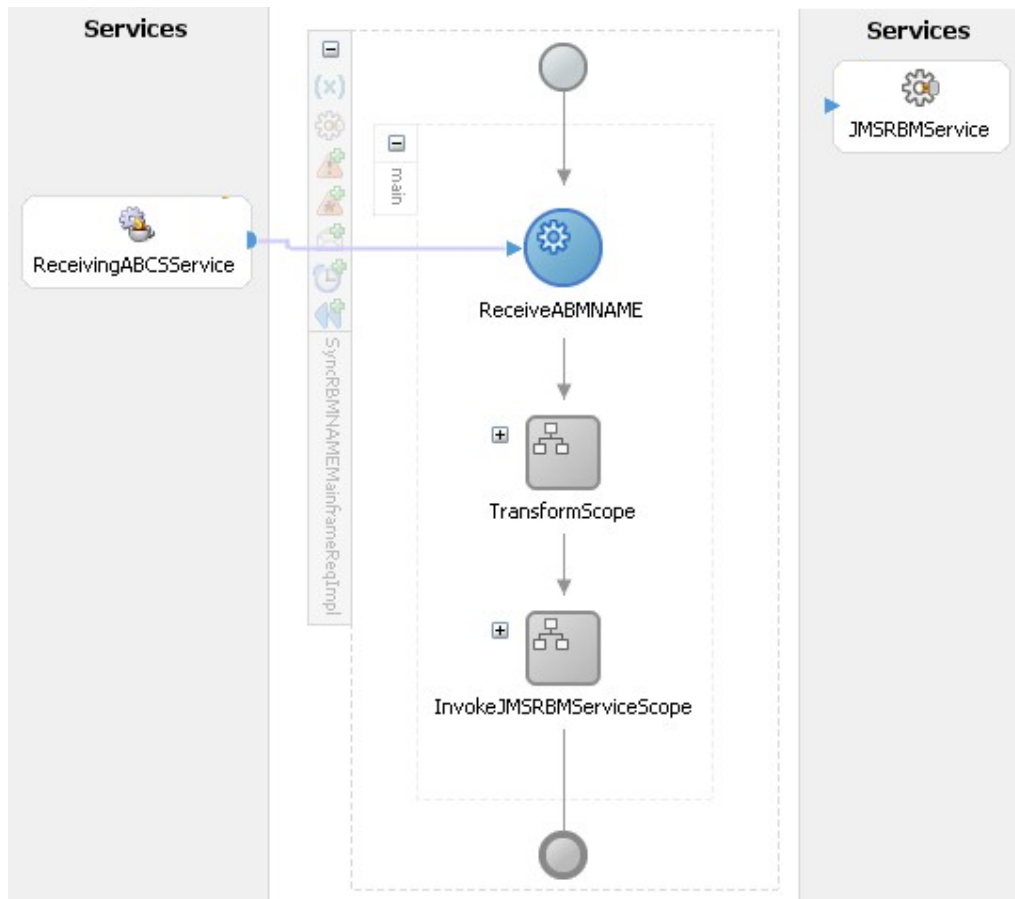 Services
Services
JMSRBMService
(x)
main
ReceivingABCSService
ReceiveABMNAME
SyncRBMNAMEMainframeReqImpl
TransformScope
InvokeJMSRBMServiceScope